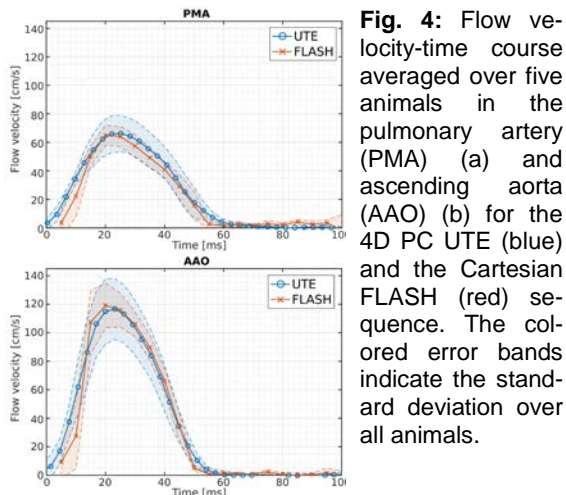 PMA
140
120
100
80
60
40
20
0
Flow velocity [cm/s]
UTE
FLASH
0 20 40 60 80 100
Time [ms]
AAO
140
120
100
80
60
40
20
0
Flow velocity [cm/s]
UTE
FLASH
0 20 40 60 80 100
Time [ms]
Fig. 4: Flow ve-
locity-time course
averaged over five
animals in the
pulmonary artery
(PMA) (a) and
ascending aorta
(AAO) (b) for the
4D PC UTE (blue)
and the Cartesian
FLASH (red) se-
quence. The col-
ored error bands
indicate the stand-
ard deviation over
all animals.